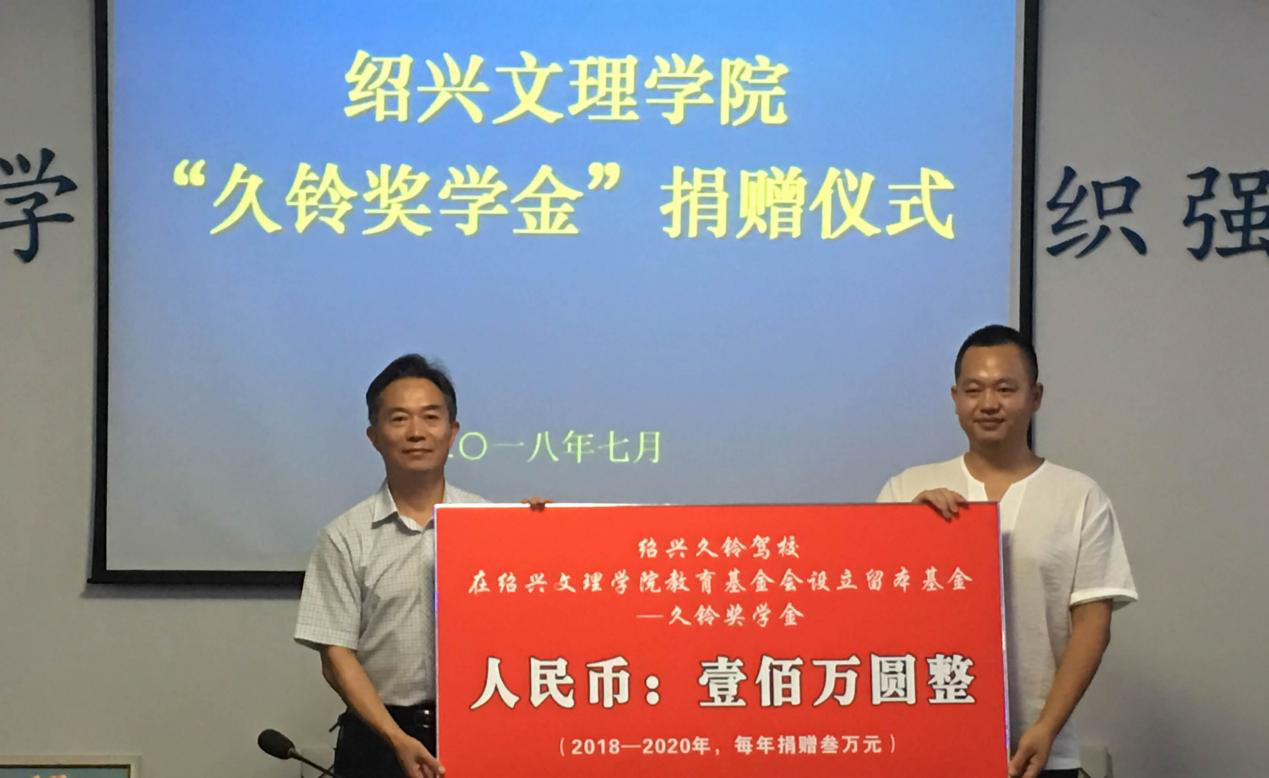 绍兴文理学院
“久铃奖学金”捐赠仪式
学
织强
〇一八年七月
绍兴久铃驾校
在绍兴文理学院教育基金会设立留本基金
—久铃奖学金
人民币：壹佰万圆整
（2018—2020年，每年捐赠叁万元）